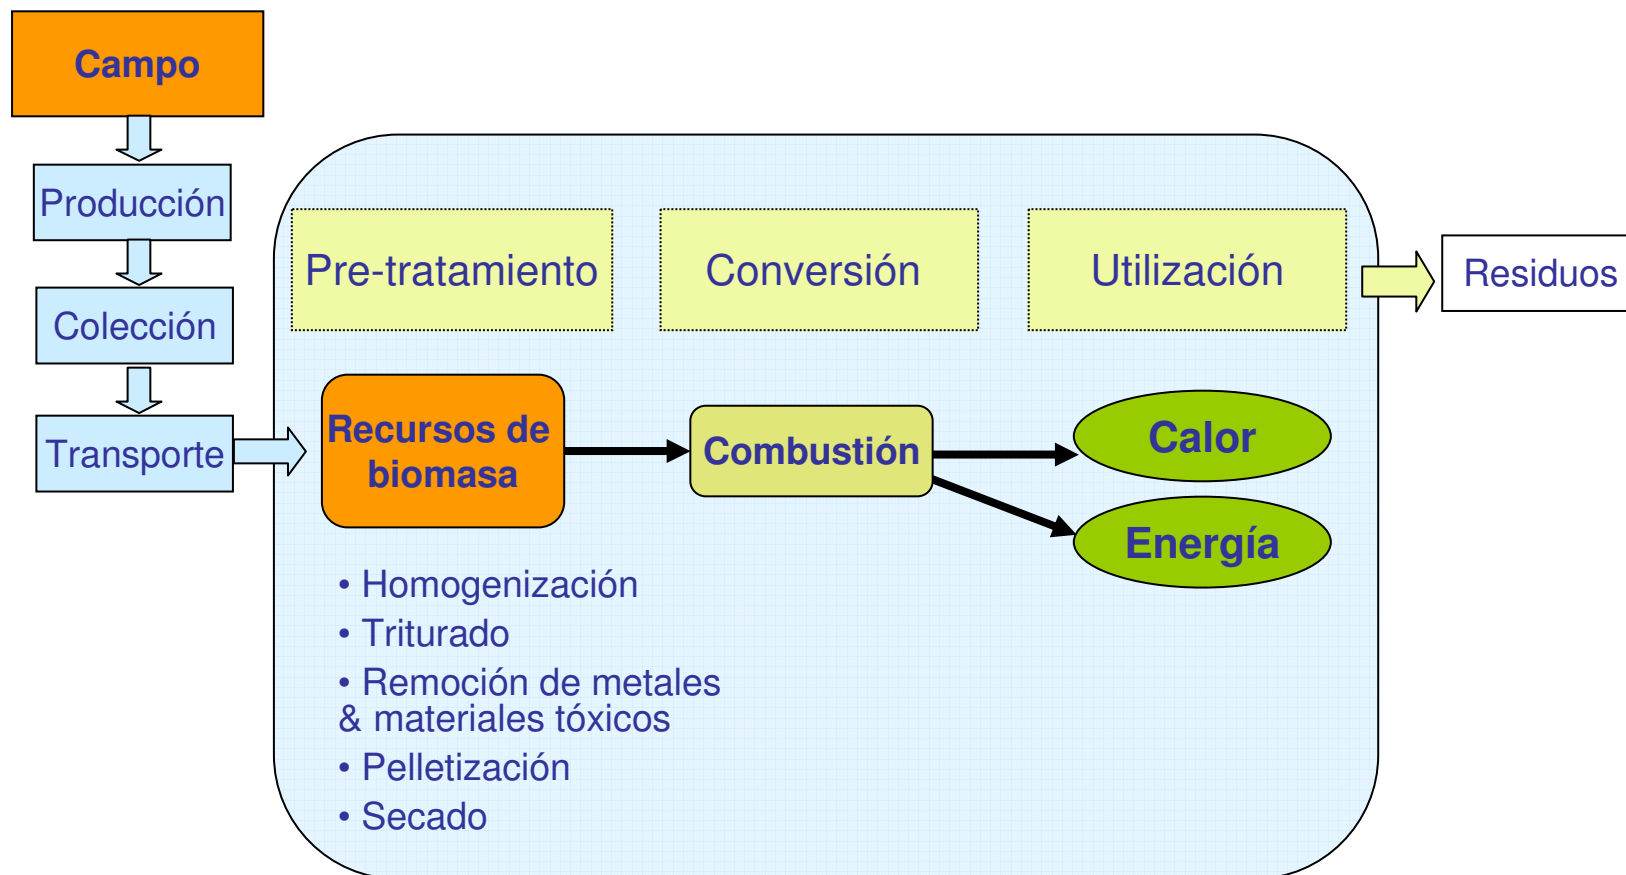 Campo
Producción
Colección
Transporte
Pre-tratamiento
Conversión
Utilización
Residuos
Recursos de
biomasa
Combustión
Calor
Energía
• Homogenización
• Triturado
• Remoción de metales
& materiales tóxicos
• Pelletización
• Secado